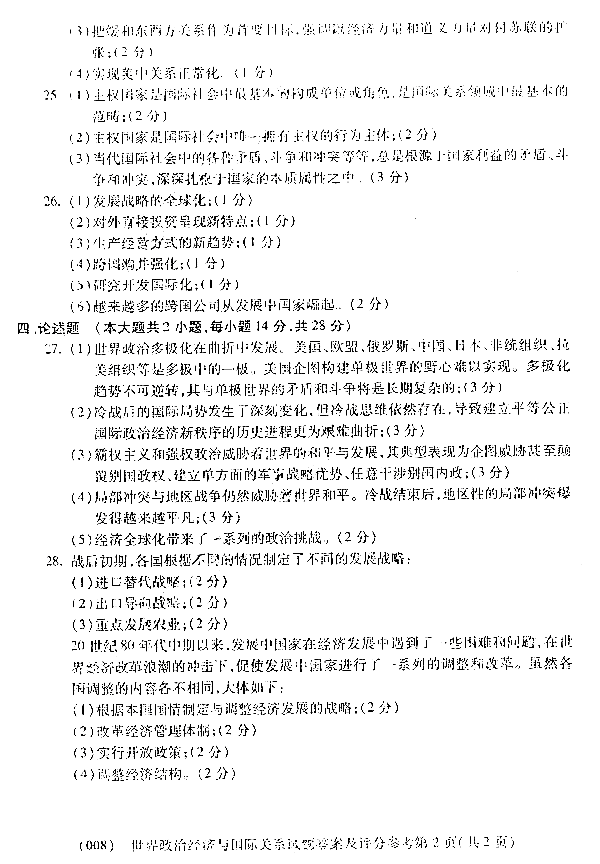 (3)把缓和东西方关系作为首要目标,强调以经济力量和道义力量对付苏联的扩
张;(2 分)
(4)实现美中关系正常化。(1 分)
25 (1)主权国家是国际社会中最基本的构成单位或角色,是国际关系领域中最基本的
范畴;(2 分)
(2)主权国家是国际社会中唯一拥有主权的行为主体;(2 分)
(3)当代国际社会中的各种矛盾、斗争和冲突等等,总是根源于国家利益的矛盾、斗
争和冲突,深深扎根于国家的本质属性之中。(3 分)
26. (1)发展战略的全球化;(1 分)
(2)对外直接投资呈现新特点;(1 分)
(3)生产经营方式的新趋势;(1 分)
(4)跨国购并强化;(1 分)
(5)研究开发国际化;(1 分)
(6)越来越多的跨国公司从发展中国家崛起。(2 分)
四、论述题 (本大题共 2 小题,每小题 14 分,共 28 分)
27. (1)世界政治多极化在曲折中发展。美国、欧盟、俄罗斯、中国、日本、非统组织、拉
美组织等是多极中的一极。美国企图构建单极世界的野心难以实现。多极化
趋势不可逆转,其与单极世界的矛盾和斗争将是长期复杂的;(3 分)
(2)冷战后的国际局势发生了深刻变化,但冷战思维依然存在,导致建立平等公正
国际政治经济新秩序的历史进程更为艰难曲折;(3 分)
(3)霸权主义和强权政治威胁着世界的和平与发展,其典型表现为企图威胁甚至颠
覆别国政权、建立单方面的军事战略优势、任意干涉别国内政;(3 分)
(4)局部冲突与地区战争仍然威胁着世界和平。冷战结束后,地区性的局部冲突爆
发得越来越平凡;(3 分)
(5)经济全球化带来了一系列的政治挑战。(2 分)
28. 战后初期,各国根据不同的情况制定了不同的发展战略:
(1)进口替代战略;(2 分)
(2)出口导向战略;(2 分)
(3)重点发展农业;(2 分)
20 世纪 80 年代中期以来,发展中国家在经济发展中遇到了一些困难和问题,在世
界经济改革浪潮的冲击下,促使发展中国家进行了一系列的调整和改革。虽然各
国调整的内容各不相同,大体如下:
(1)根据本国国情制定与调整经济发展的战略;(2 分)
(2)改革经济管理体制;(2 分)
(3)实行开放政策;(2 分)
(4)调整经济结构。(2 分)
(008) 世界政治经济与国际关系试题答案及评分参考第 2 页(共 2 页)